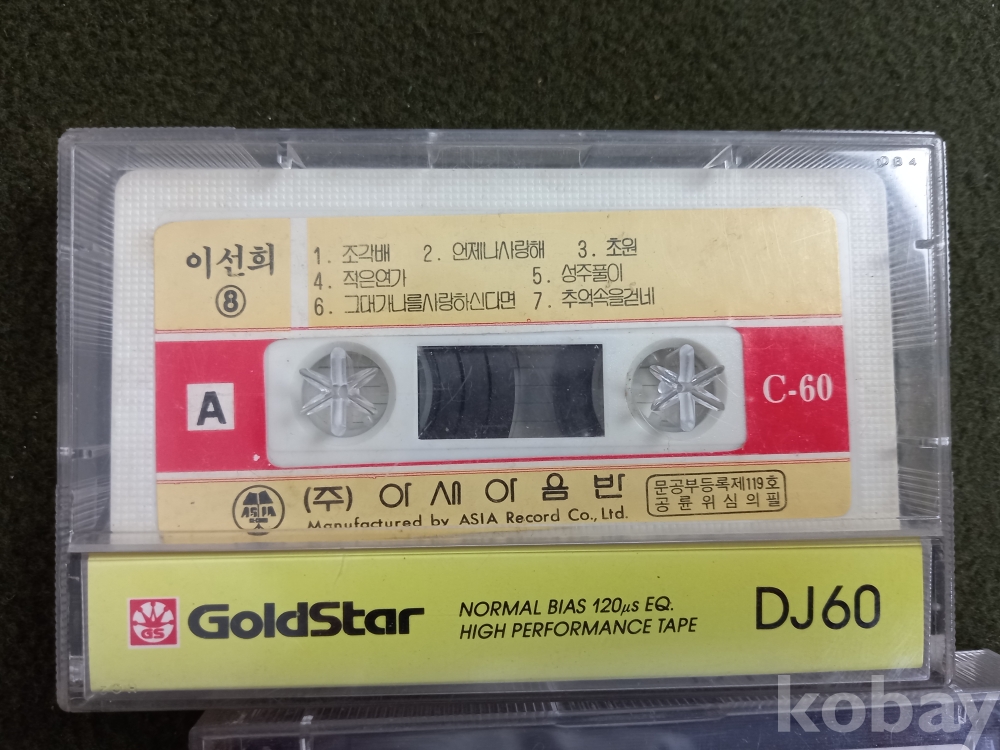 이선희
⑧
1. 조각배 2. 언제나사랑해 3. 초원
4. 작은연가 5. 성주풀이
6. 그대가나를사랑하신다면 7. 추억속을걷네
A
C-60
ASIA
(주) 아세아음반
Manufactured by ASIA Record Co., Ltd.
문공부등록제119호
공륜위심의필
GS
GoldStar
NORMAL BIAS 120µs EQ.
HIGH PERFORMANCE TAPE
DJ60
kobay